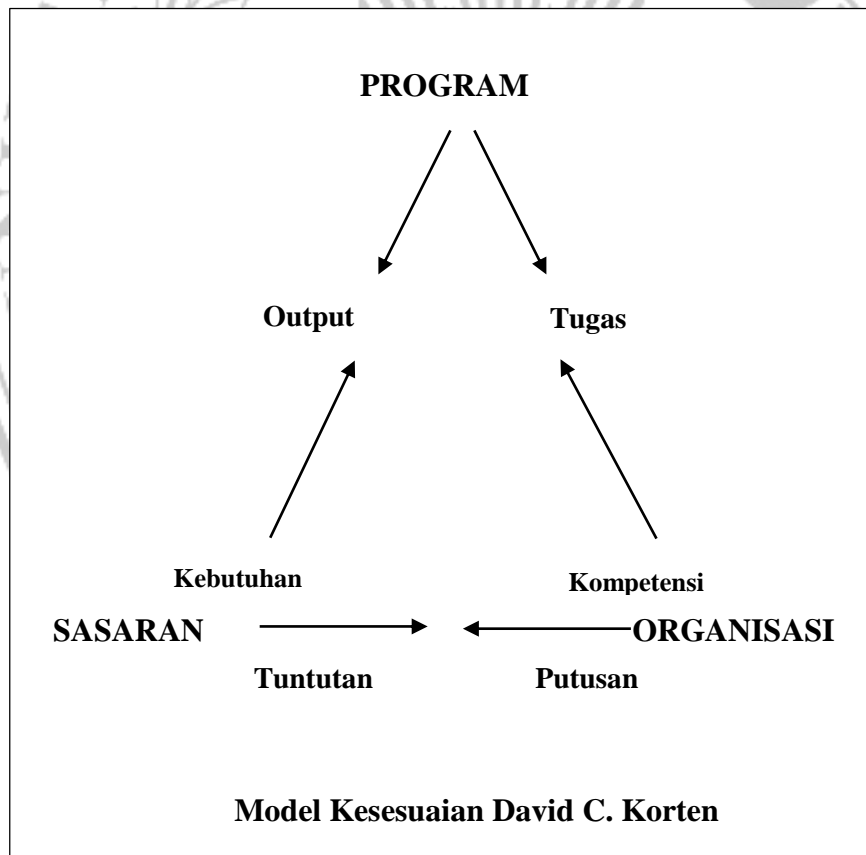 PROGRAM
Output Tugas
Kebutuhan Kompetensi
SASARAN ORGANISASI
Tuntutan Putusan
Model Kesesuaian David C. Korten